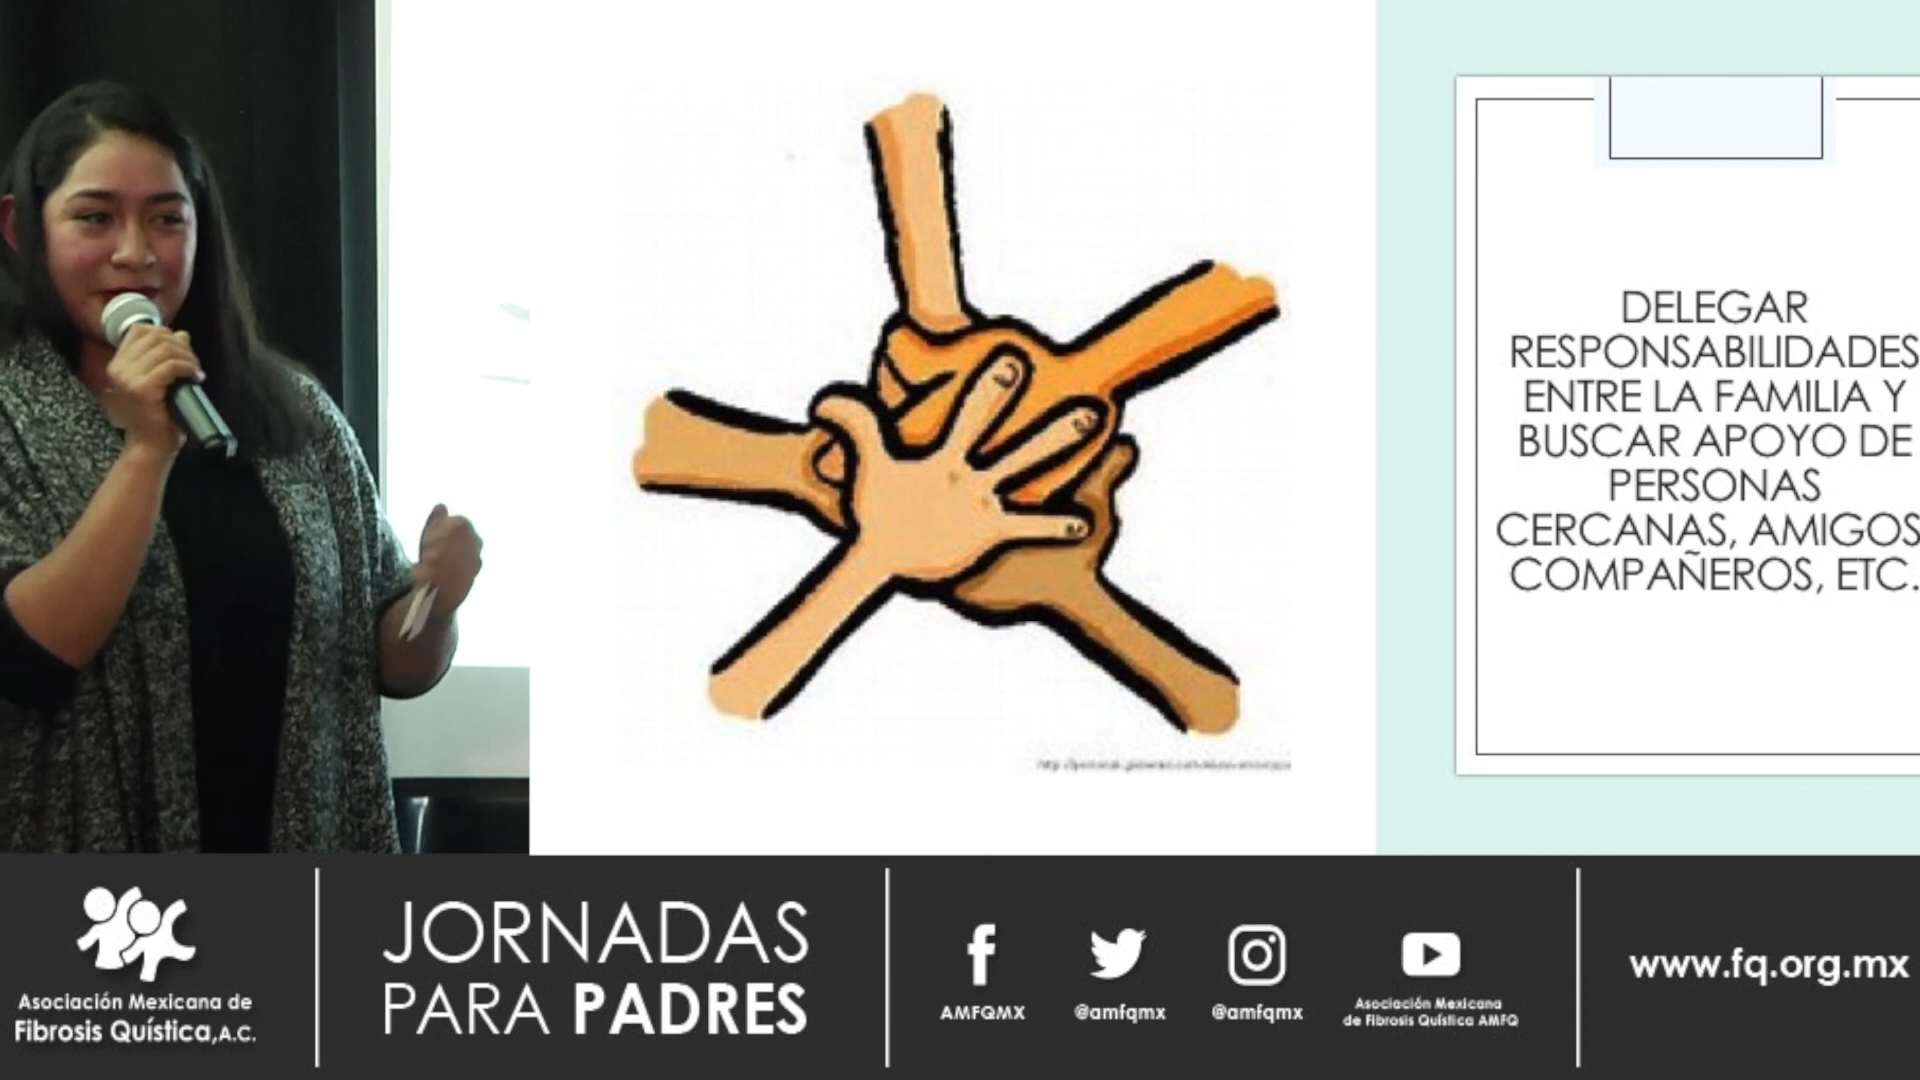 DELEGAR
RESPONSABILIDADES
ENTRE LA FAMILIA Y
BUSCAR APOYO DE
PERSONAS
CERCANAS, AMIGOS,
COMPAÑEROS, ETC.
Asociación Mexicana de
Fibrosis Quística,A.C.
JORNADAS
PARA PADRES
AMFQMX
@amfqmx
@amfqmx
Asociación Mexicana
de Fibrosis Quística AMFQ
www.fq.org.mx